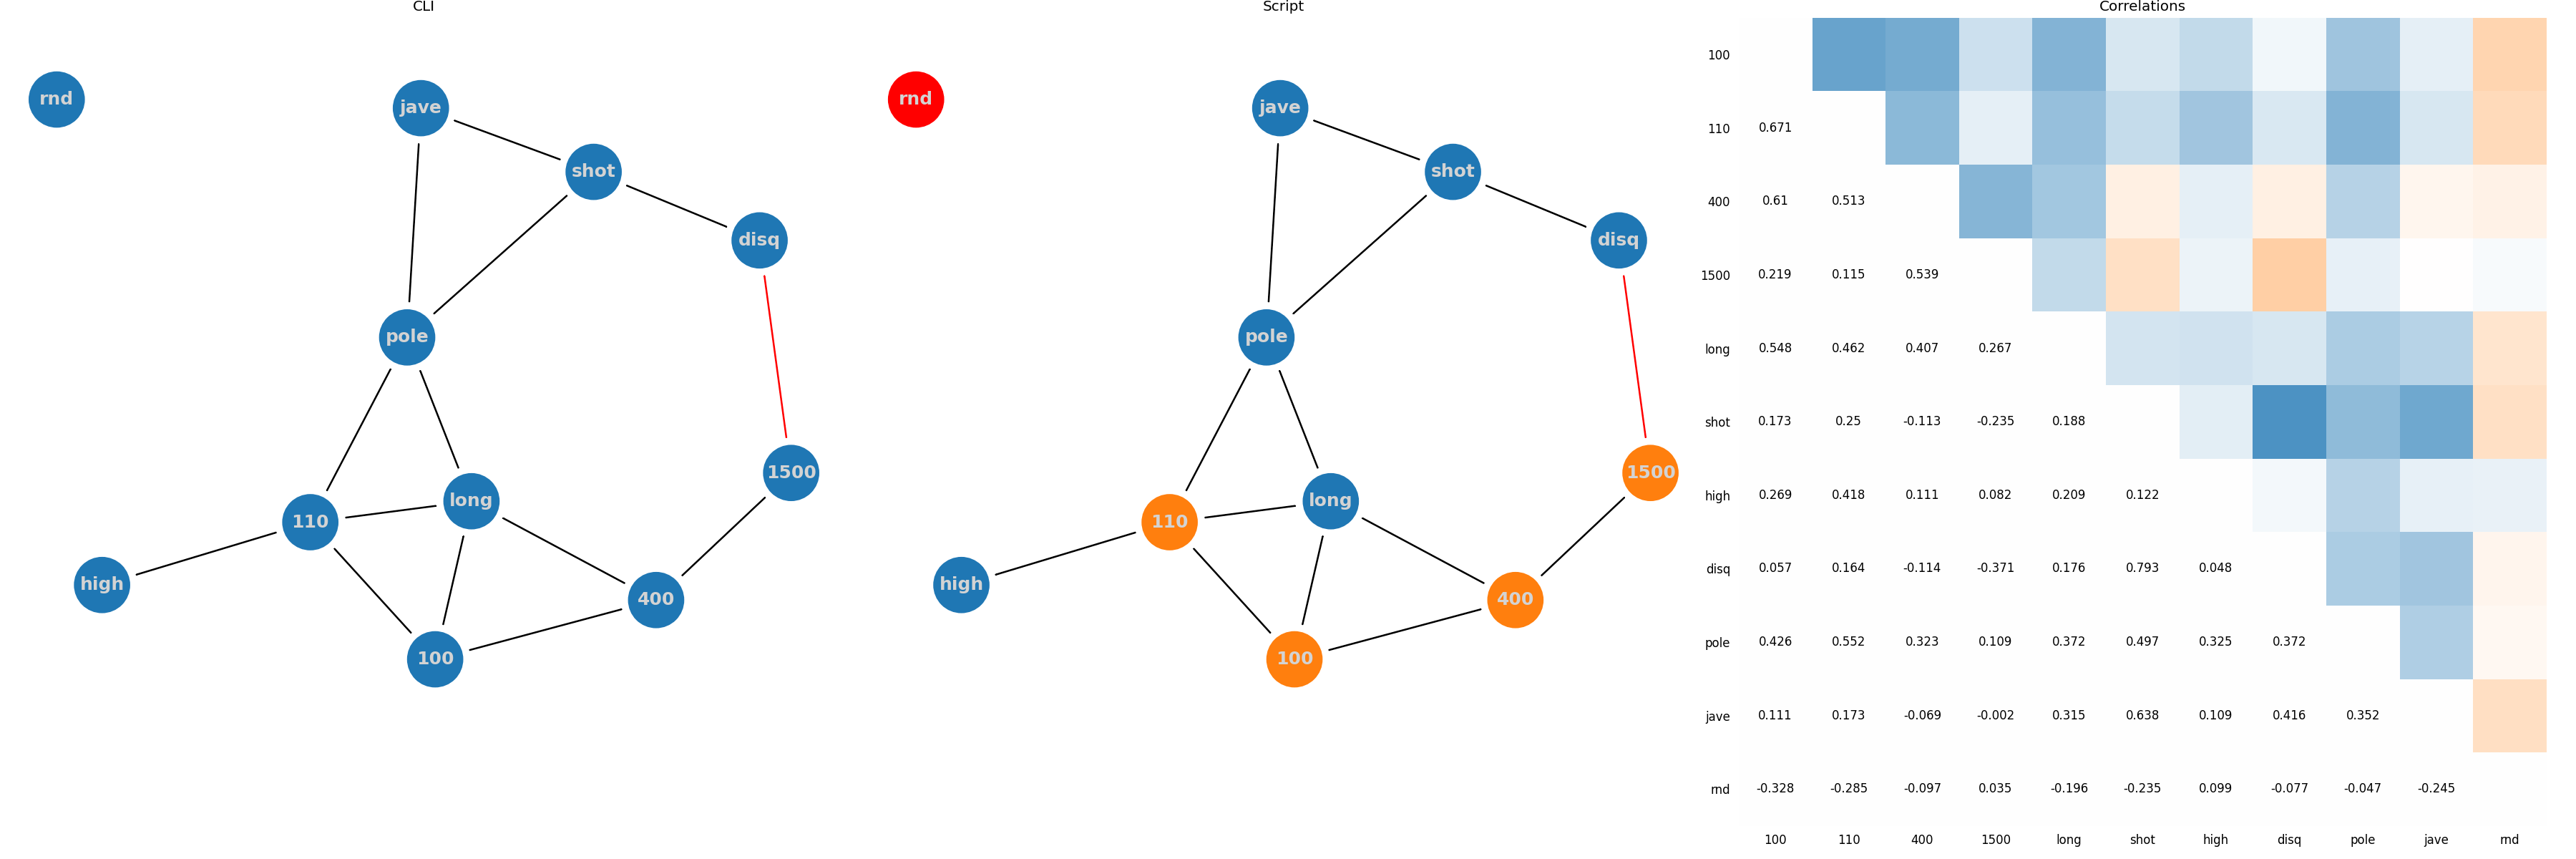 CLI
Script
Correlations
rnd
jave
shot
disq
pole
1500
long
110
high
400
100
rnd
jave
shot
disq
pole
1500
long
110
high
400
100
100
110 0.671
400 0.61 0.513
1500 0.219 0.115 0.539
long 0.548 0.462 0.407 0.267
shot 0.173 0.25 -0.113 -0.235 0.188
high 0.269 0.418 0.111 0.082 0.209 0.122
disq 0.057 0.164 -0.114 -0.371 0.176 0.793 0.048
pole 0.426 0.552 0.323 0.109 0.372 0.497 0.325 0.372
jave 0.111 0.173 -0.069 -0.002 0.315 0.638 0.109 0.416 0.352
rnd -0.328 -0.285 -0.097 0.035 -0.196 -0.235 0.099 -0.077 -0.047 -0.245
100 110 400 1500 long shot high disq pole jave rnd